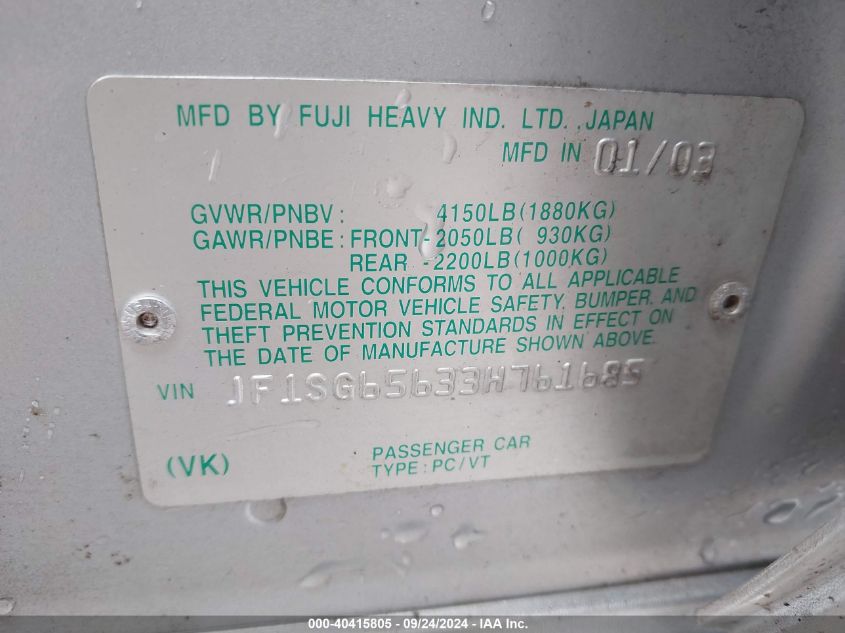 MFD BY FUJI HEAVY IND. LTD. JAPAN
MFD IN 01/03
GVWR/PNBV: 4150LB(1880KG)
GAWR/PNBE: FRONT-2050LB( 930KG)
REAR -2200LB(1000KG)
THIS VEHICLE CONFORMS TO ALL APPLICABLE
FEDERAL MOTOR VEHICLE SAFETY, BUMPER, AND
THEFT PREVENTION STANDARDS IN EFFECT ON
THE DATE OF MANUFACTURE SHOWN ABOVE.
VIN JF1SG65633H761685
(VK) PASSENGER CAR
TYPE: PC/VT
000-40415805 - 09/24/2024 - IAA Inc.